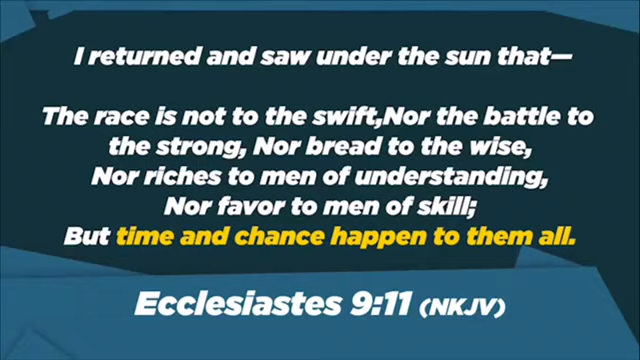 I returned and saw under the sun that—
The race is not to the swift,Nor the battle to
the strong, Nor bread to the wise,
Nor riches to men of understanding,
Nor favor to men of skill;
But time and chance happen to them all.
Ecclesiastes 9:11 (NKJV)